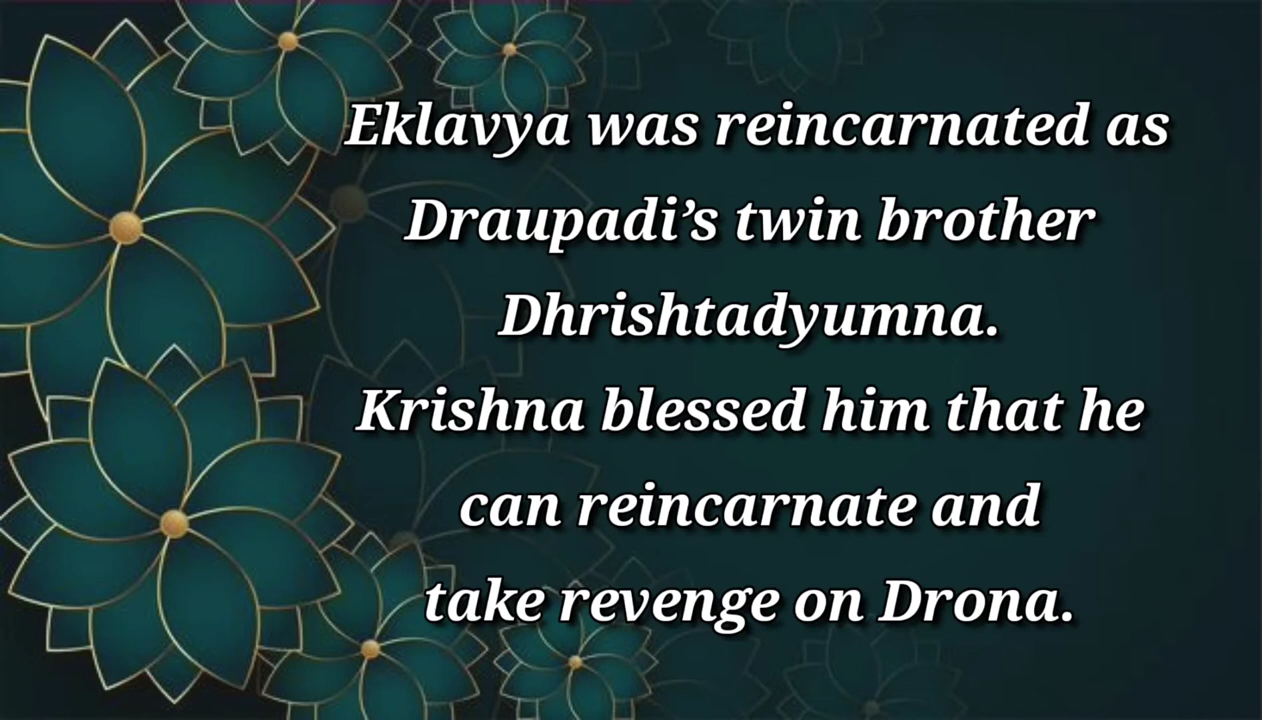 Eklavya was reincarnated as
Draupadi’s twin brother
Dhrishtadyumna.
Krishna blessed him that he
can reincarnate and
take revenge on Drona.